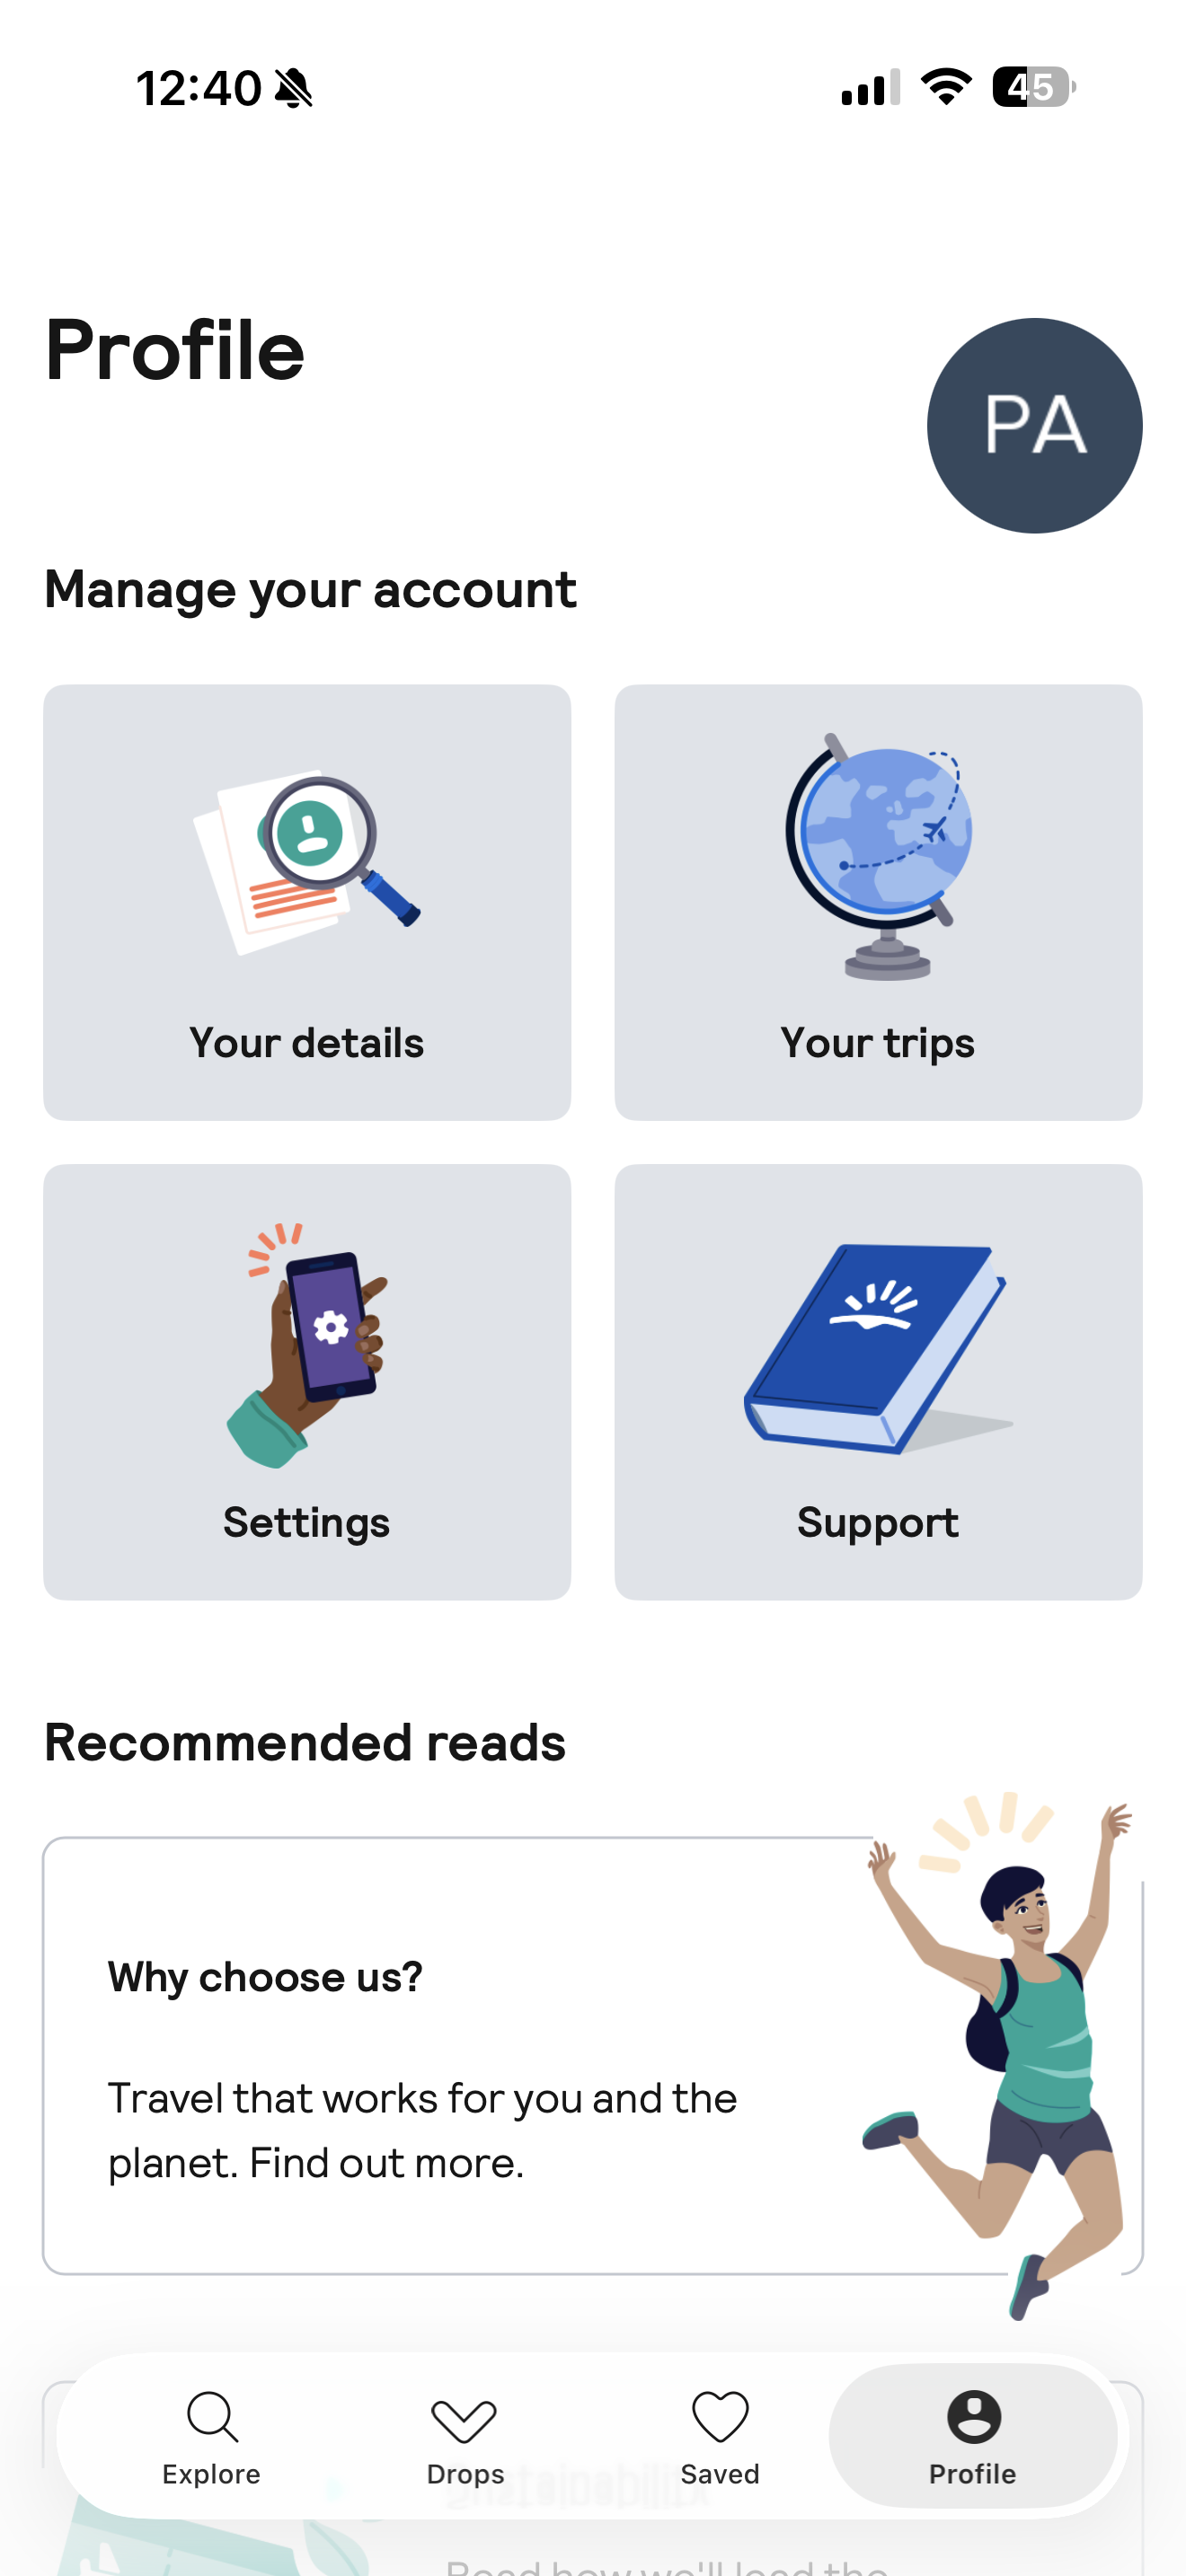 12:40
45
Profile
PA
Manage your account
Your details
Your trips
Settings
Support
Recommended reads
Why choose us?
Travel that works for you and the
planet. Find out more.
Explore
Drops
Saved
Profile
Sustainability
Read how we'll lead the